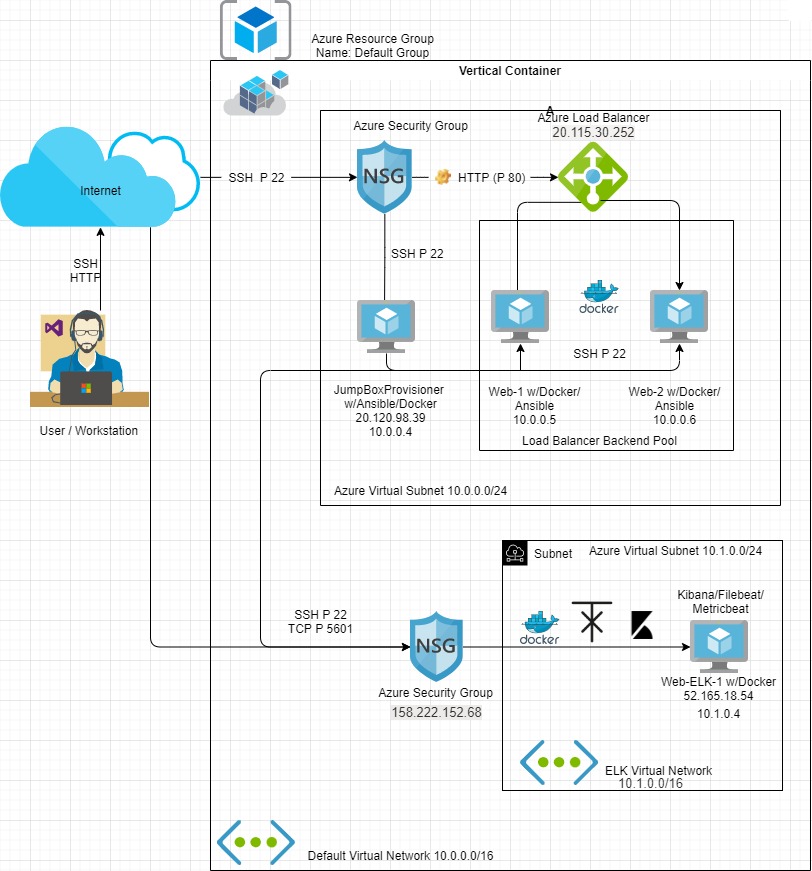 Azure Resource Group
Name: Default Group
Vertical Container
A
Azure Security Group
Azure Load Balancer
20.115.30.252
Internet
SSH P 22
NSG
HTTP (P 80)
SSH
HTTP
SSH P 22
docker
SSH P 22
JumpBoxProvisioner
w/Ansible/Docker
20.120.98.39
10.0.0.4
Web-1 w/Docker/
Ansible
10.0.0.5
Web-2 w/Docker/
Ansible
10.0.0.6
User / Workstation
Load Balancer Backend Pool
Azure Virtual Subnet 10.0.0.0/24
Subnet
Azure Virtual Subnet 10.1.0.0/24
Kibana/Filebeat/
Metricbeat
SSH P 22
TCP P 5601
NSG
docker
Azure Security Group
158.222.152.68
Web-ELK-1 w/Docker
52.165.18.54
10.1.0.4
ELK Virtual Network
10.1.0.0/16
Default Virtual Network 10.0.0.0/16